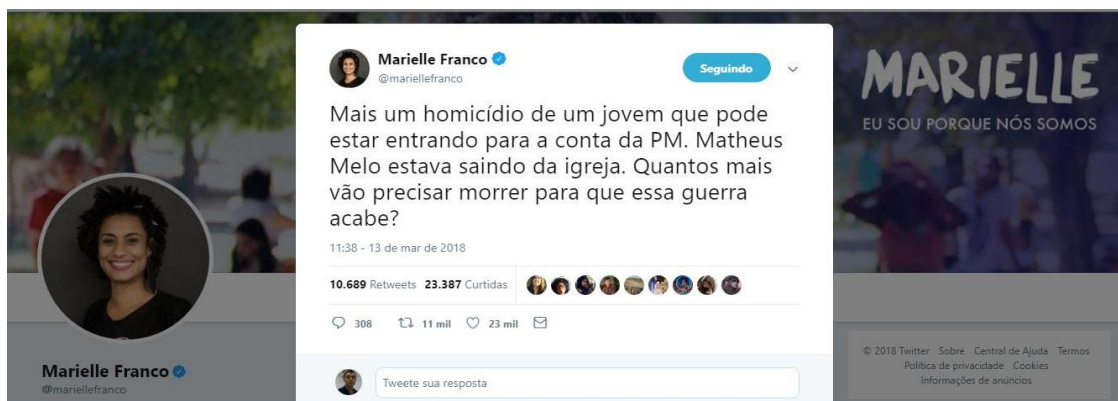 Marielle Franco
@mariellefranco
Seguindo
Mais um homicídio de um jovem que pode
estar entrando para a conta da PM. Matheus
Melo estava saindo da igreja. Quantos mais
vão precisar morrer para que essa guerra
acabe?
11:38 - 13 de mar de 2018
10.689 Retweets 23.387 Curtidas
308 11 mil 23 mil
Tweete sua resposta
Marielle Franco
@mariellefranco
MARIELLE
EU SOU PORQUE NÓS SOMOS
© 2018 Twitter Sobre Central de Ajuda Termos
Política de privacidade Cookies
Informações de anúncios